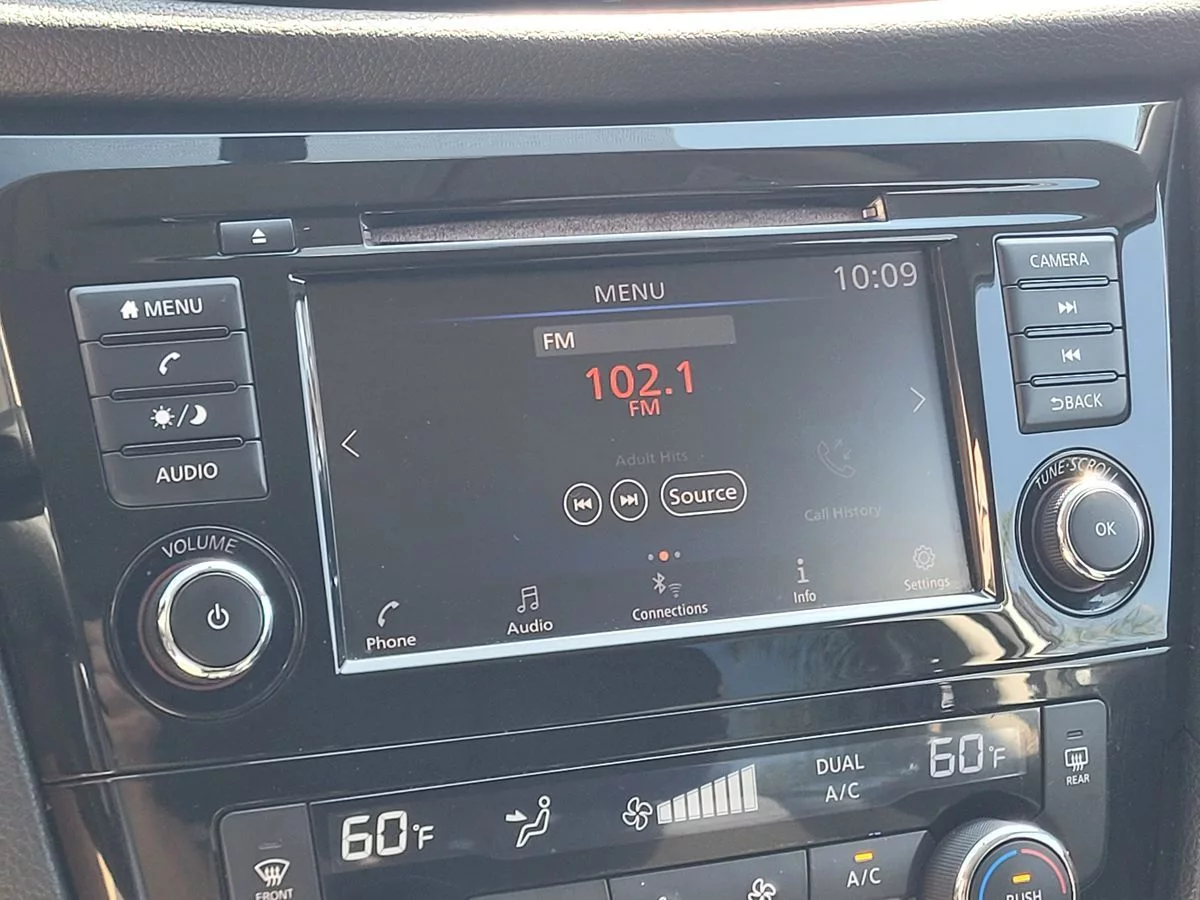 MENU
AUDIO
VOLUME
MENU
10:09
FM
102.1
FM
Adult Hits
Source
Call History
Phone
Audio
Connections
Info
Settings
CAMERA
BACK
TUNE·SCROLL
OK
60°F
DUAL
A/C
60°F
REAR
FRONT
A/C
PUSH